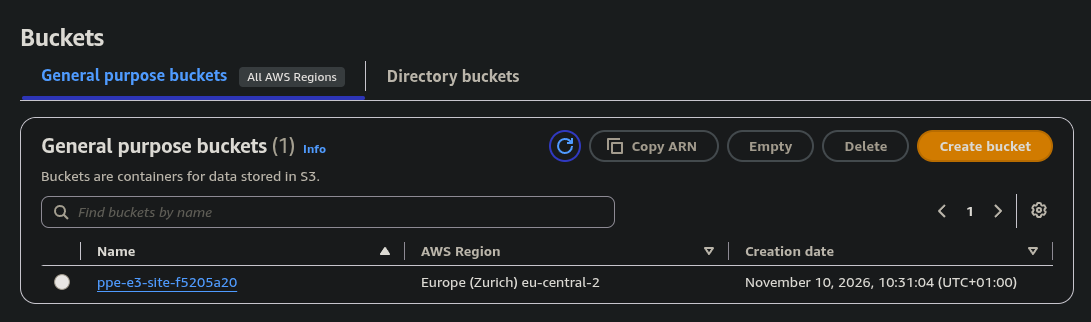 Buckets
General purpose buckets All AWS Regions Directory buckets
General purpose buckets (1) Info Copy ARN Empty Delete Create bucket
Buckets are containers for data stored in S3.
Find buckets by name 1
Name AWS Region Creation date
ppe-e3-site-f5205a20 Europe (Zurich) eu-central-2 November 10, 2026, 10:31:04 (UTC+01:00)